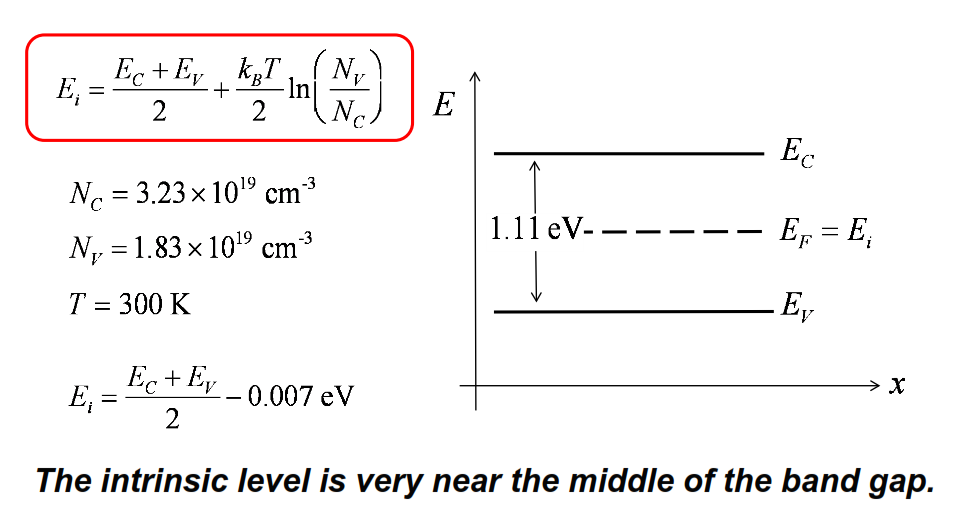 E_i = (E_C + E_V)/2 + (k_B T)/2 ln(N_V/N_C)
N_C = 3.23 × 10^19 cm^-3
N_V = 1.83 × 10^19 cm^-3
T = 300 K
E_i = (E_C + E_V)/2 − 0.007 eV
E
E_C
1.11 eV
E_F = E_i
E_V
x
The intrinsic level is very near the middle of the band gap.